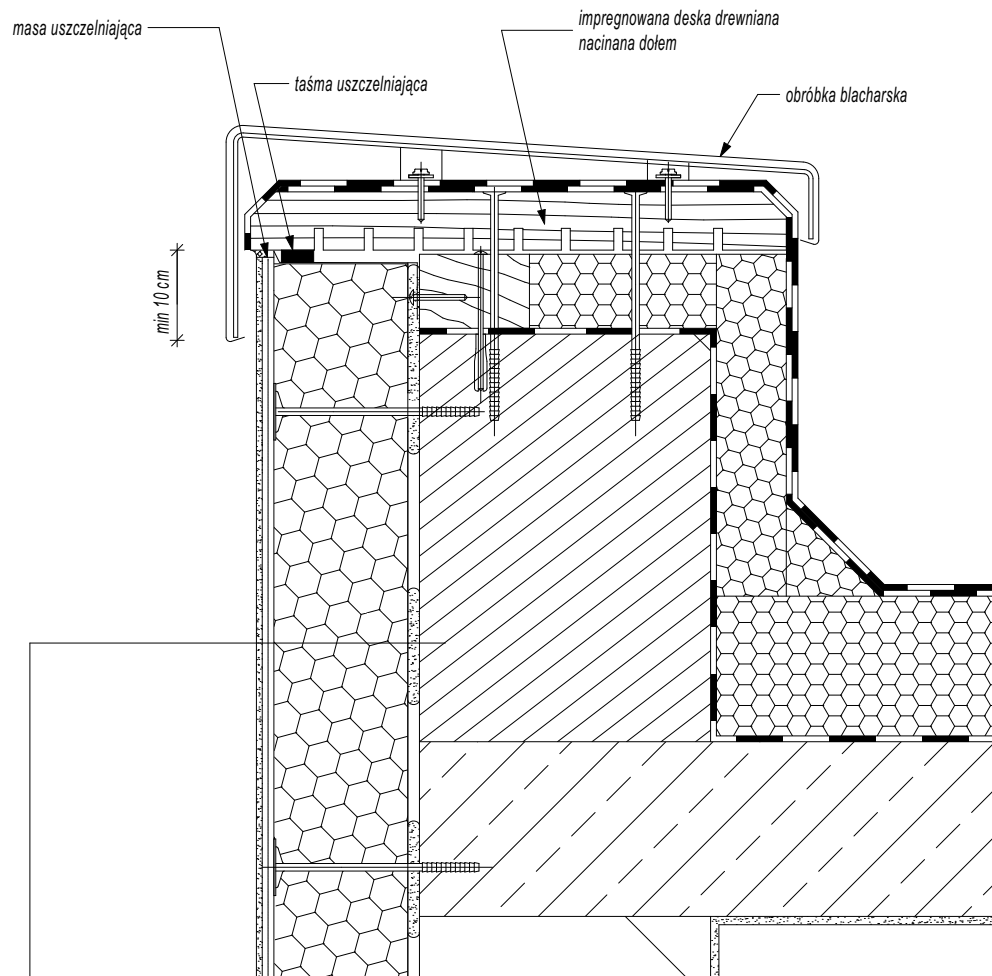 masa uszczelniająca
impregnowana deska drewniana
nacinana dołem
taśma uszczelniająca
obróbka blacharska
min 10 cm